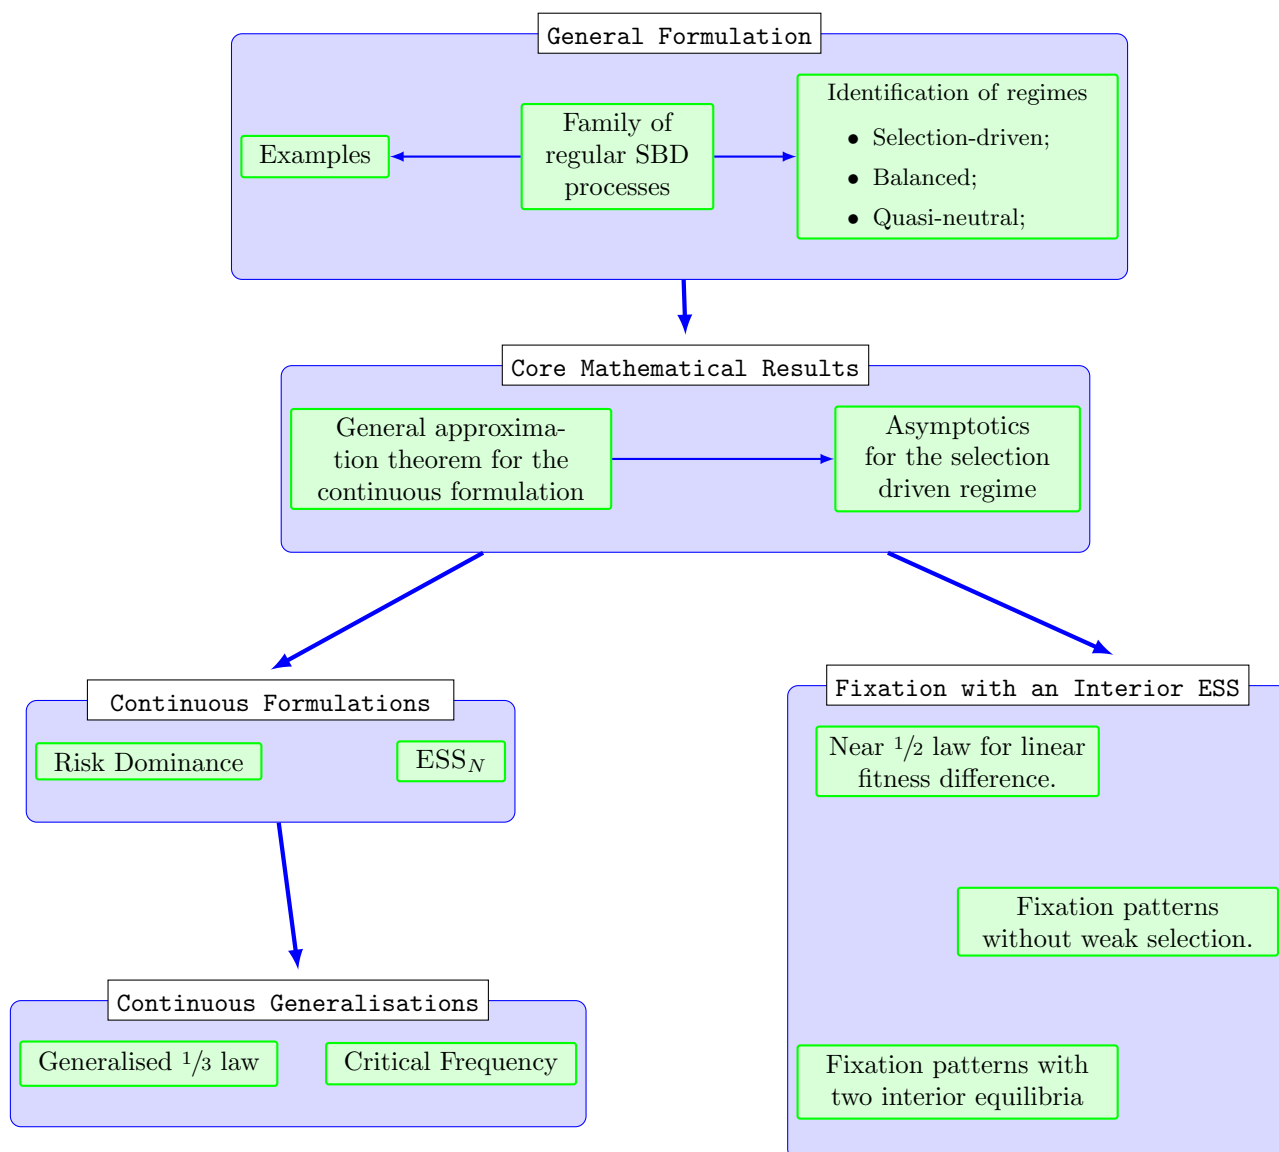 General Formulation
Examples
Family of
regular SBD
processes
Identification of regimes
• Selection-driven;
• Balanced;
• Quasi-neutral;
Core Mathematical Results
General approxima-
tion theorem for the
continuous formulation
Asymptotics
for the selection
driven regime
Continuous Formulations
Risk Dominance
ESS_N
Fixation with an Interior ESS
Near 1/2 law for linear
fitness difference.
Fixation patterns
without weak selection.
Fixation patterns with
two interior equilibria
Continuous Generalisations
Generalised 1/3 law
Critical Frequency